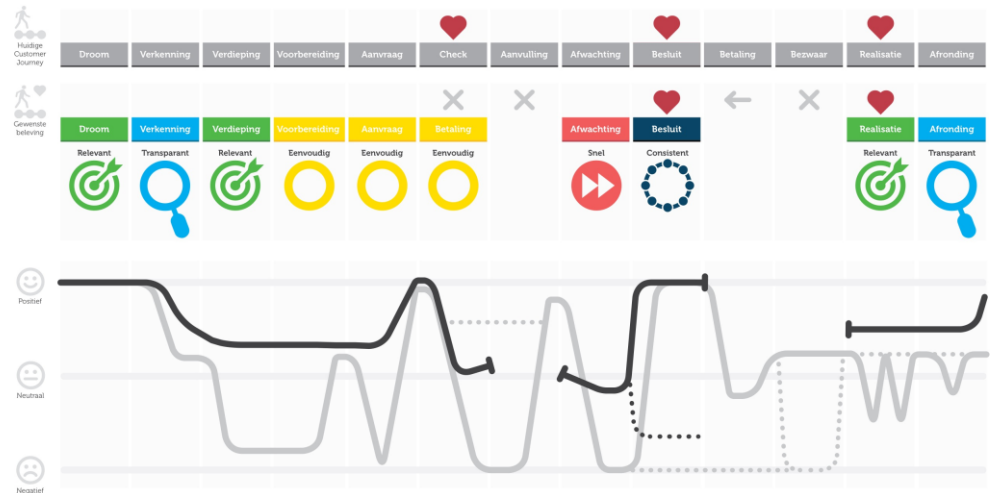 Huidige
Customer
Journey
Droom Verkenning Verdieping Voorbereiding Aanvraag Check Aanvulling Afwachting Besluit Betaling Bezwaar Realisatie Afronding
Gewenste
beleving
Droom Verkenning Verdieping Voorbereiding Aanvraag Betaling Afwachting Besluit Realisatie Afronding
Relevant Transparant Relevant Eenvoudig Eenvoudig Eenvoudig Snel Consistent Relevant Transparant
Positief
Neutraal
Negatief